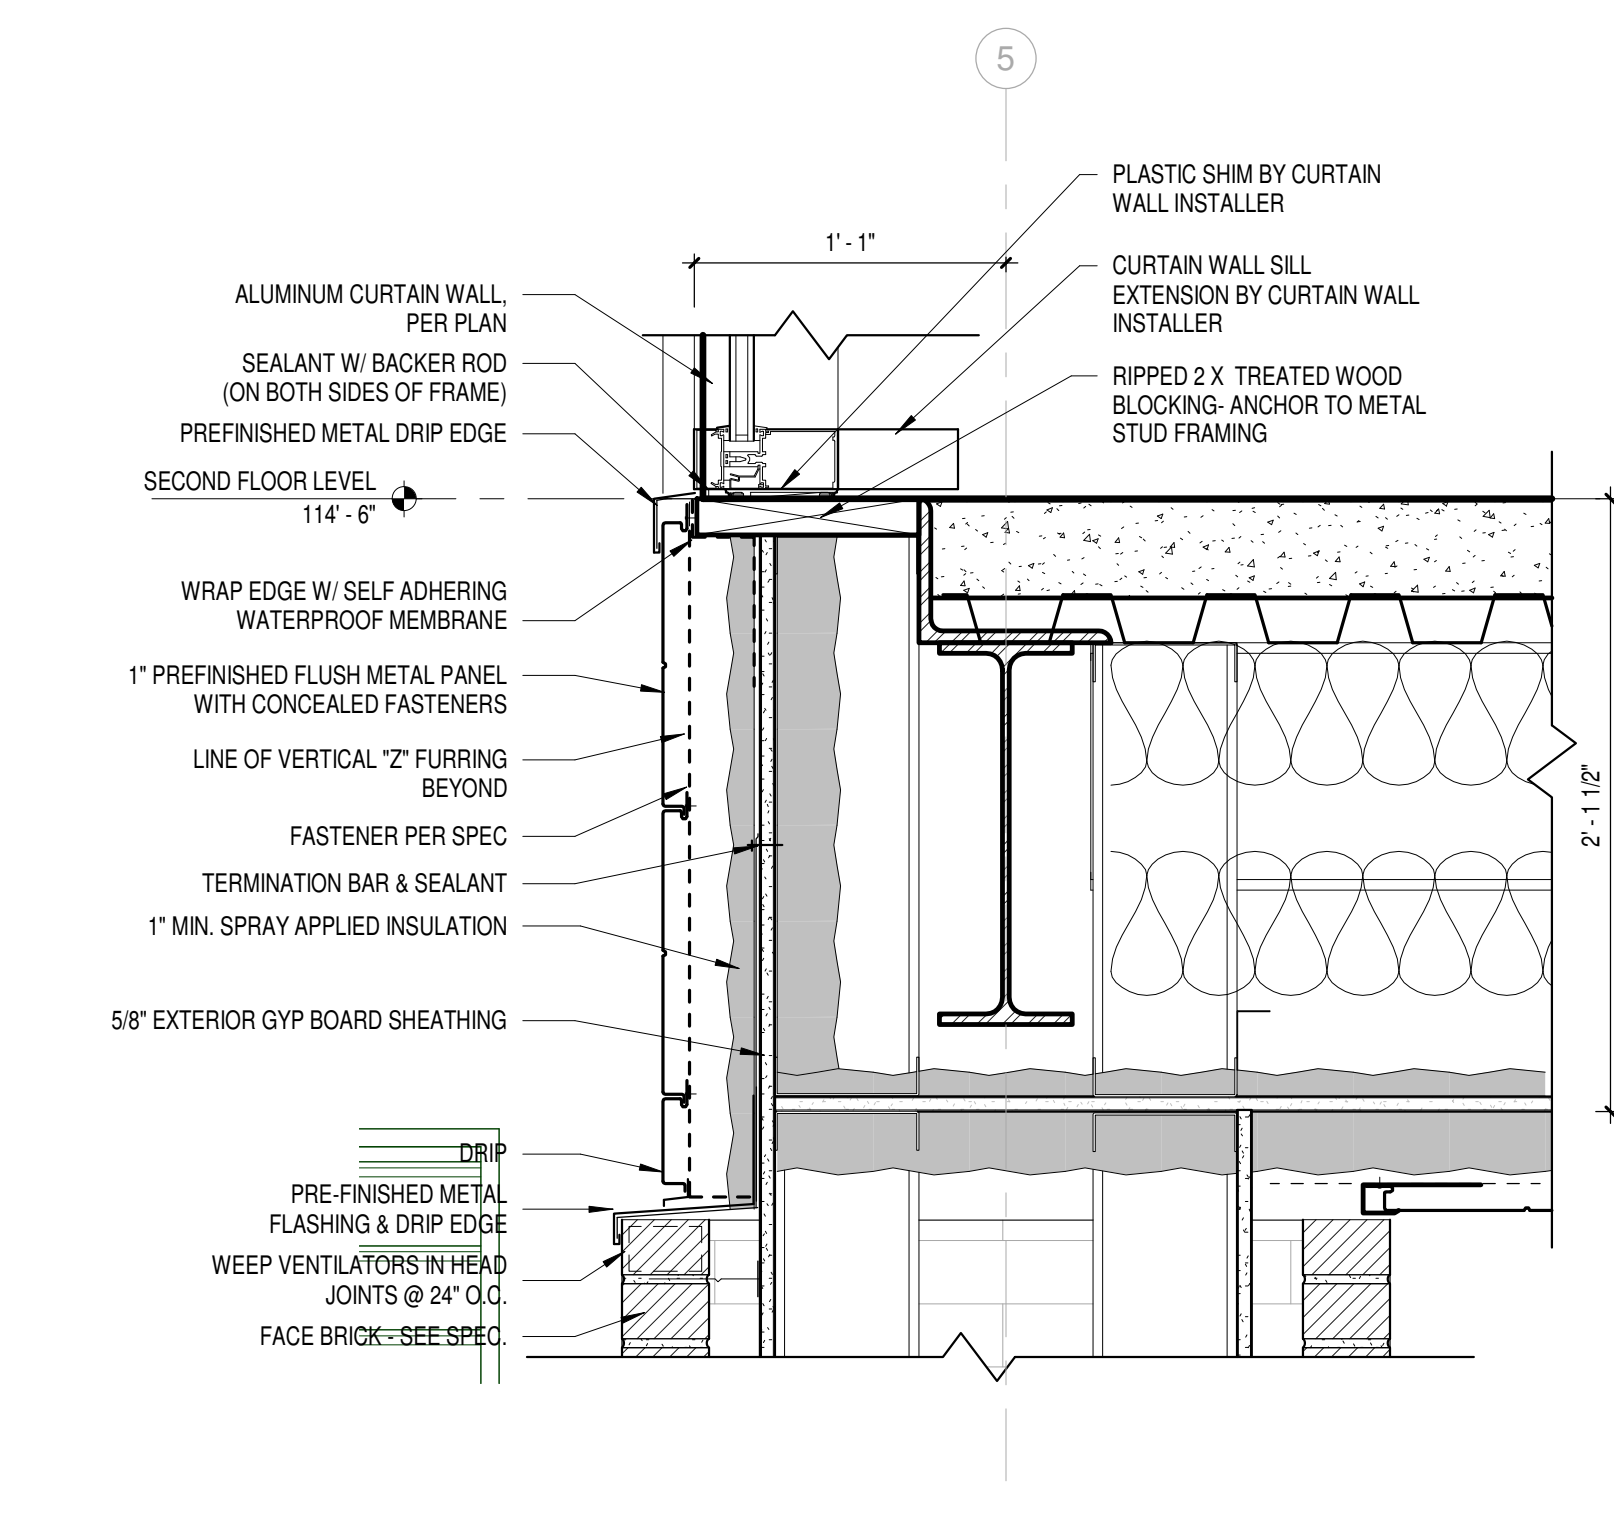 5
PLASTIC SHIM BY CURTAIN
WALL INSTALLER
1' - 1"
CURTAIN WALL SILL
EXTENSION BY CURTAIN WALL
INSTALLER
RIPPED 2 X TREATED WOOD
BLOCKING- ANCHOR TO METAL
STUD FRAMING
ALUMINUM CURTAIN WALL,
PER PLAN
SEALANT W/ BACKER ROD
(ON BOTH SIDES OF FRAME)
PREFINISHED METAL DRIP EDGE
SECOND FLOOR LEVEL
114' - 6"
WRAP EDGE W/ SELF ADHERING
WATERPROOF MEMBRANE
1" PREFINISHED FLUSH METAL PANEL
WITH CONCEALED FASTENERS
LINE OF VERTICAL "Z" FURRING
BEYOND
FASTENER PER SPEC
TERMINATION BAR & SEALANT
1" MIN. SPRAY APPLIED INSULATION
5/8" EXTERIOR GYP BOARD SHEATHING
DRIP
PRE-FINISHED METAL
FLASHING & DRIP EDGE
WEEP VENTILATORS IN HEAD
JOINTS @ 24" O.C.
FACE BRICK - SEE SPEC.
2' - 1 1/2"